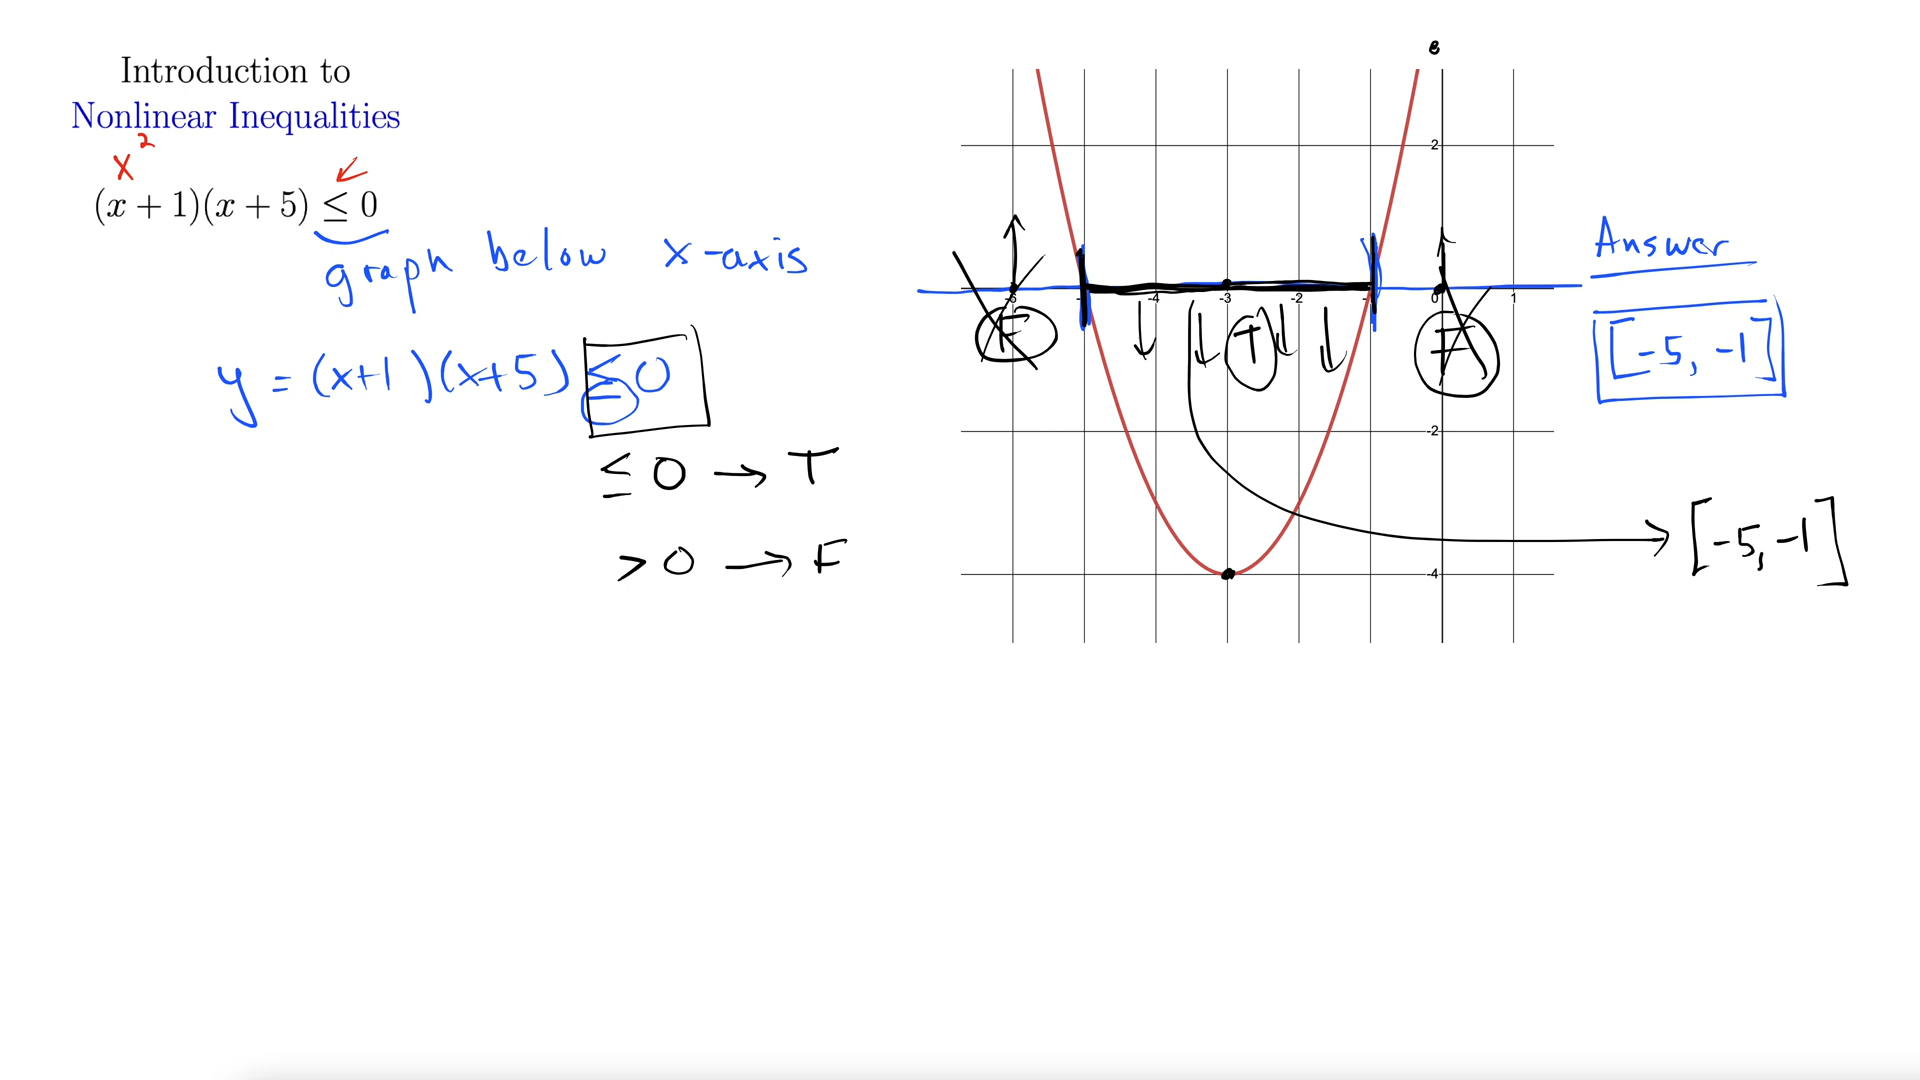 Introduction to
Nonlinear Inequalities
x²
(x + 1)(x + 5) ≤ 0
graph below x-axis
y = (x+1)(x+5) ≤ 0
≤ 0 → T
> 0 → F
2
-6 -4 -3 -2 0 1
F T F
-2
-4
Answer
[-5, -1]
[-5, -1]